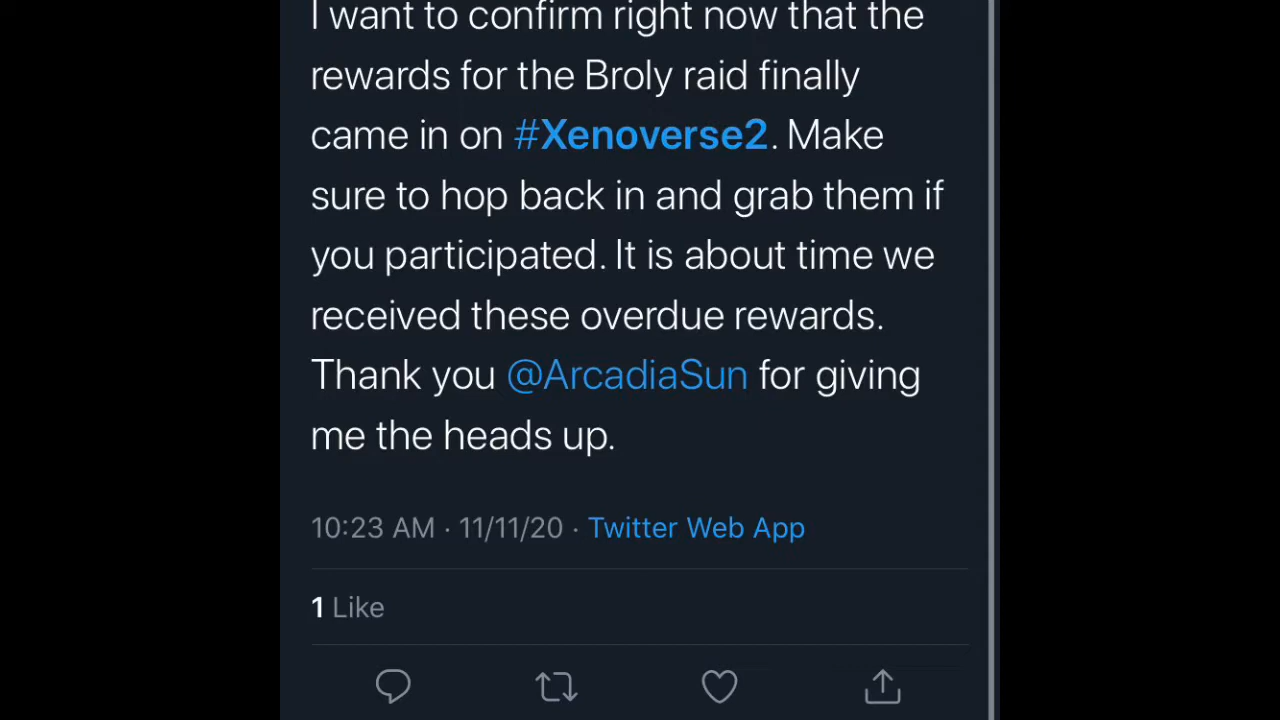 I want to confirm right now that the
rewards for the Broly raid finally
came in on #Xenoverse2. Make
sure to hop back in and grab them if
you participated. It is about time we
received these overdue rewards.
Thank you @ArcadiaSun for giving
me the heads up.
10:23 AM · 11/11/20 · Twitter Web App
1 Like